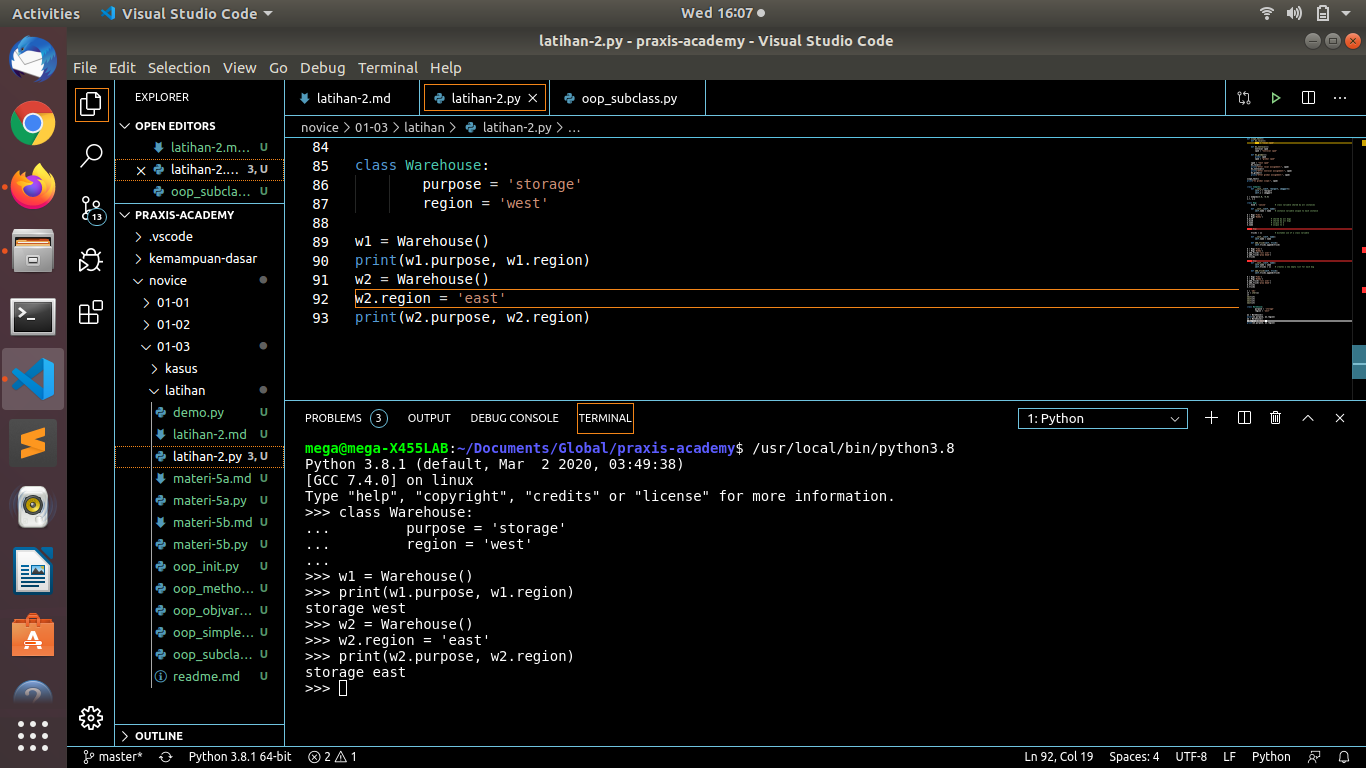 Activities Visual Studio Code Wed 16:07
latihan-2.py - praxis-academy - Visual Studio Code
File Edit Selection View Go Debug Terminal Help
EXPLORER
OPEN EDITORS
latihan-2.m... U
latihan-2.... 3, U
oop_subcla... U
PRAXIS-ACADEMY
.vscode
kemampuan-dasar
novice
01-01
01-02
01-03
kasus
latihan
demo.py U
latihan-2.md U
latihan-2.py 3, U
materi-5a.md U
materi-5a.py U
materi-5b.md U
materi-5b.py U
oop_init.py U
oop_metho... U
oop_objvar... U
oop_simple... U
oop_subcla... U
readme.md U
OUTLINE
13
latihan-2.md latihan-2.py oop_subclass.py
novice > 01-03 > latihan > latihan-2.py > ...
84
85 class Warehouse:
86 purpose = 'storage'
87 region = 'west'
88
89 w1 = Warehouse()
90 print(w1.purpose, w1.region)
91 w2 = Warehouse()
92 w2.region = 'east'
93 print(w2.purpose, w2.region)
PROBLEMS 3 OUTPUT DEBUG CONSOLE TERMINAL 1: Python
mega@mega-X455LAB:~/Documents/Global/praxis-academy$ /usr/local/bin/python3.8
Python 3.8.1 (default, Mar  2 2020, 03:49:38)
[GCC 7.4.0] on linux
Type "help", "copyright", "credits" or "license" for more information.
>>> class Warehouse:
...         purpose = 'storage'
...         region = 'west'
...
>>> w1 = Warehouse()
>>> print(w1.purpose, w1.region)
storage west
>>> w2 = Warehouse()
>>> w2.region = 'east'
>>> print(w2.purpose, w2.region)
storage east
>>>
master* Python 3.8.1 64-bit 2 1 Ln 92, Col 19 Spaces: 4 UTF-8 LF Python